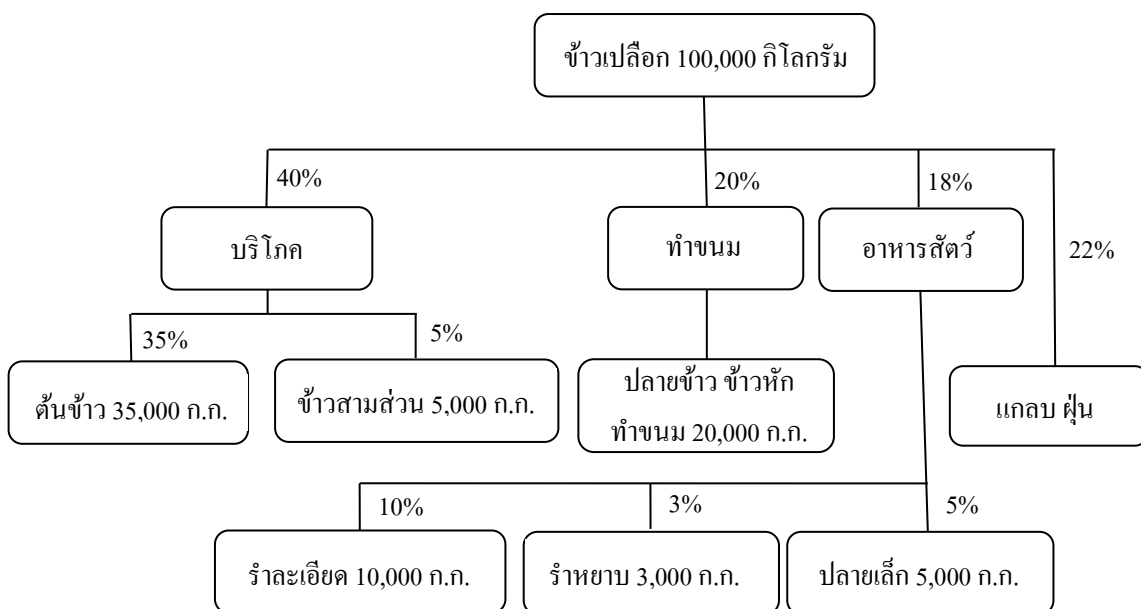 ข้าวเปลือก 100,000 กิโลกรัม
40%
20%
18%
22%
บริโภค
ทำขนม
อาหารสัตว์
35%
5%
ต้นข้าว 35,000 ก.ก.
ข้าวสามส่วน 5,000 ก.ก.
ปลายข้าว ข้าวหัก
ทำขนม 20,000 ก.ก.
แกลบ ฝุ่น
10%
3%
5%
รำละเอียด 10,000 ก.ก.
รำหยาบ 3,000 ก.ก.
ปลายเล็ก 5,000 ก.ก.